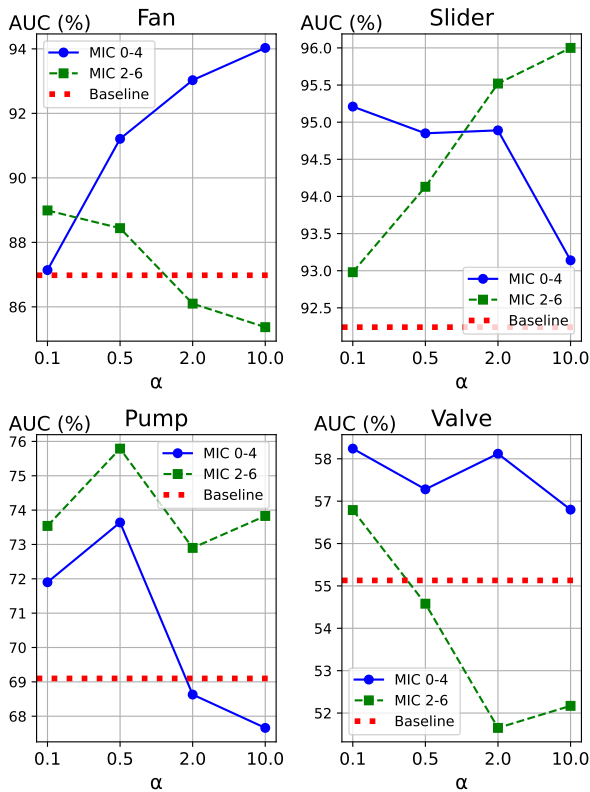 AUC (%) Fan
94
92
90
88
86
MIC 0-4
MIC 2-6
Baseline
0.1 0.5 2.0 10.0
α
AUC (%) Slider
96.0
95.5
95.0
94.5
94.0
93.5
93.0
92.5
MIC 0-4
MIC 2-6
Baseline
0.1 0.5 2.0 10.0
α
AUC (%) Pump
76
75
74
73
72
71
70
69
68
MIC 0-4
MIC 2-6
Baseline
0.1 0.5 2.0 10.0
α
AUC (%) Valve
58
57
56
55
54
53
52
MIC 0-4
MIC 2-6
Baseline
0.1 0.5 2.0 10.0
α